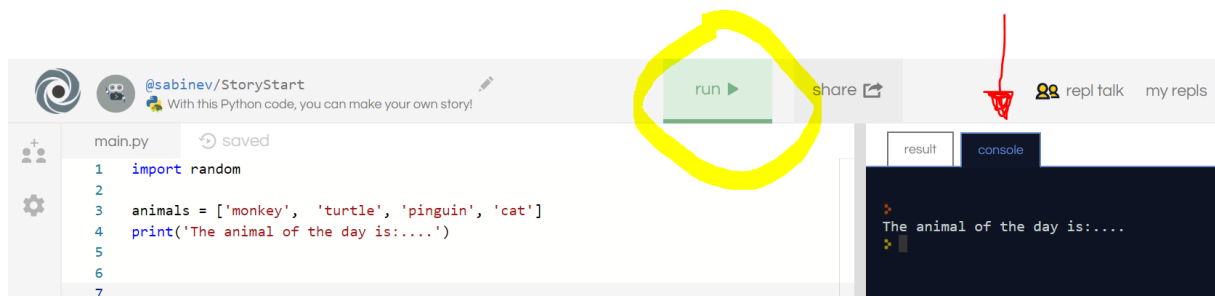 @sabinev/StoryStart
With this Python code, you can make your own story!
run
share
repl talk
my repls
main.py
saved
result
console
1 import random
2
3 animals = ['monkey',  'turtle', 'pinguin', 'cat']
4 print('The animal of the day is:....')
5
6
7
The animal of the day is:....